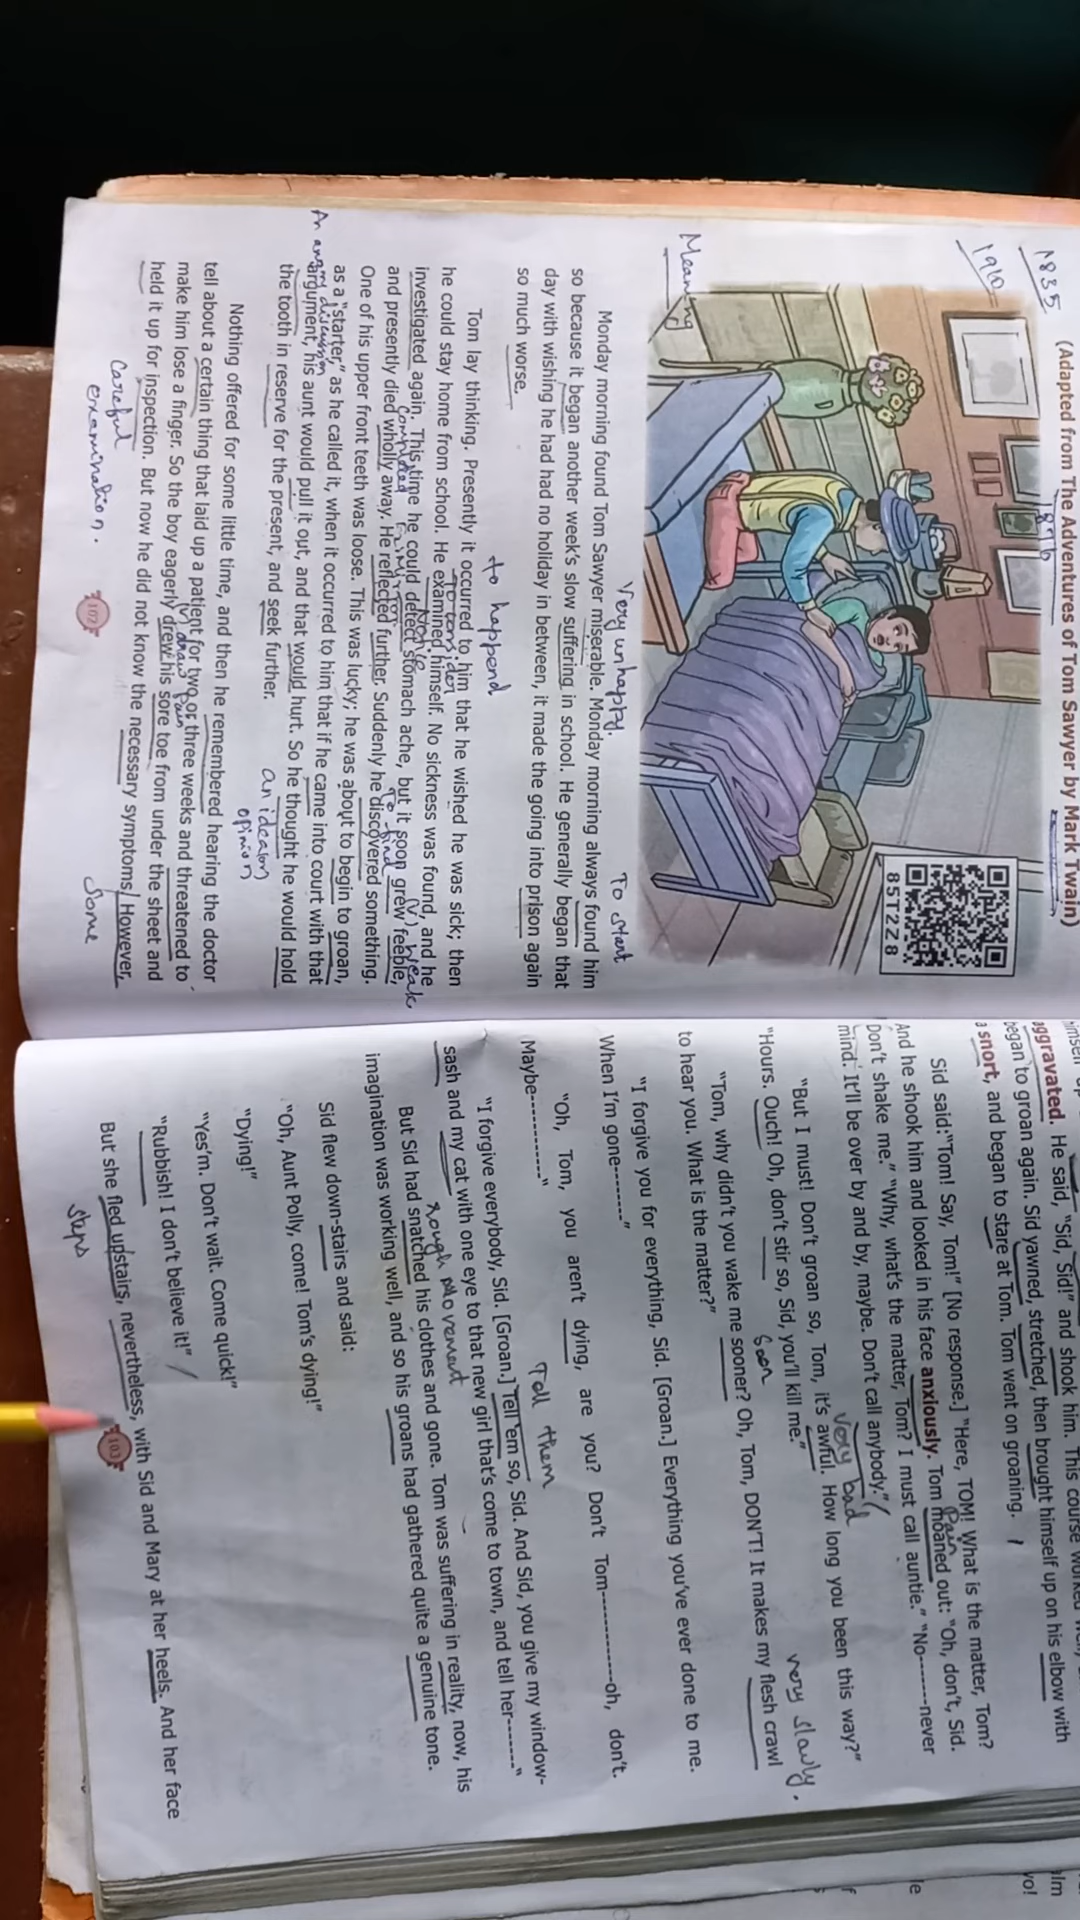 (Adapted from The Adventures of Tom Sawyer by Mark Twain)
1876
1835
1910
85T2Z8
Meaning
Very unhappy.
To start
Monday morning found Tom Sawyer miserable. Monday morning always found him
so because it began another week's slow suffering in school. He generally began that
day with wishing he had had no holiday in between, it made the going into prison again
so much worse.
to happend
Tom lay thinking. Presently it occurred to him that he wished he was sick; then
he could stay home from school. He examined himself. No sickness was found, and he
To consider
investigated again. This time he could detect stomach ache, but it soon grew feeble,
Notice
(V) weak
and presently died wholly away. He reflected further. Suddenly he discovered something.
Completed
To find
One of his upper front teeth was loose. This was lucky; he was about to begin to groan,
as a "starter," as he called it, when it occurred to him that if he came into court with that
An angry discussion
argument, his aunt would pull it out, and that would hurt. So he thought he would hold
the tooth in reserve for the present, and seek further.
an idea or
opinion
Nothing offered for some little time, and then he remembered hearing the doctor
tell about a certain thing that laid up a patient for two or three weeks and threatened to
make him lose a finger. So the boy eagerly drew his sore toe from under the sheet and
to draw
Pain
held it up for inspection. But now he did not know the necessary symptoms. However,
Careful
examination.
Some
102
aggravated. He said, "Sid, Sid!" and shook him. This course worked well,
began to groan again. Sid yawned, stretched, then brought himself up on his elbow with
a snort, and began to stare at Tom. Tom went on groaning.
Sid said:"Tom! Say, Tom!" [No response.] "Here, TOM! What is the matter, Tom?
And he shook him and looked in his face anxiously. Tom moaned out: "Oh, don't, Sid.
Pain
Don't shake me." "Why, what's the matter, Tom? I must call auntie." "No------never
mind. It'll be over by and by, maybe. Don't call anybody."
Very bad
"But I must! Don't groan so, Tom, it's awful. How long you been this way?"
"Hours. Ouch! Oh, don't stir so, Sid, you'll kill me."
Soon
very slowly.
"Tom, why didn't you wake me sooner? Oh, Tom, DON'T! It makes my flesh crawl
to hear you. What is the matter?"
"I forgive you for everything, Sid. [Groan.] Everything you've ever done to me.
When I'm gone--------"
"Oh, Tom, you aren't dying, are you? Don't Tom------------oh, don't.
Maybe------------"
Tell them
"I forgive everybody, Sid. [Groan.] Tell 'em so, Sid. And Sid, you give my window-
sash and my cat with one eye to that new girl that's come to town, and tell her------"
rough movement
But Sid had snatched his clothes and gone. Tom was suffering in reality, now, his
imagination was working well, and so his groans had gathered quite a genuine tone.
Sid flew down-stairs and said:
"Oh, Aunt Polly, come! Tom's dying!"
"Dying!"
"Yes'm. Don't wait. Come quick!"
"Rubbish! I don't believe it!"
But she fled upstairs, nevertheless, with Sid and Mary at her heels. And her face
steps
103